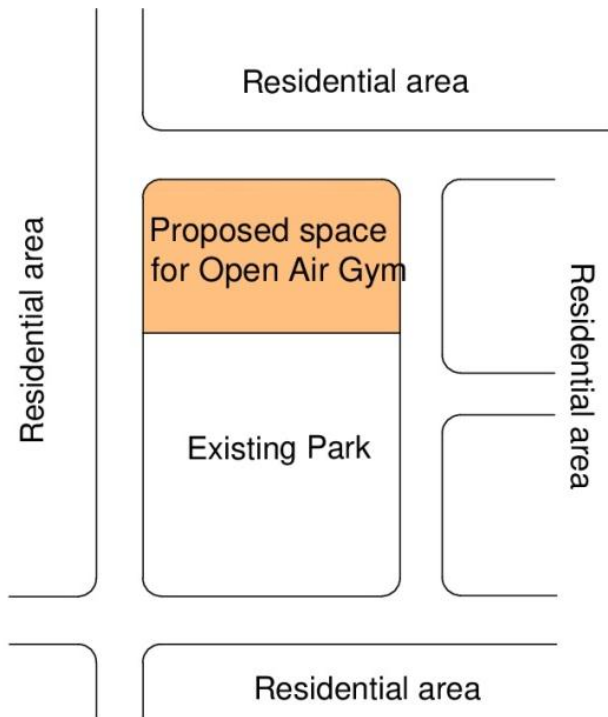 Residential area
Proposed space
for Open Air Gym
Residential area
Residential area
Existing Park
Residential area